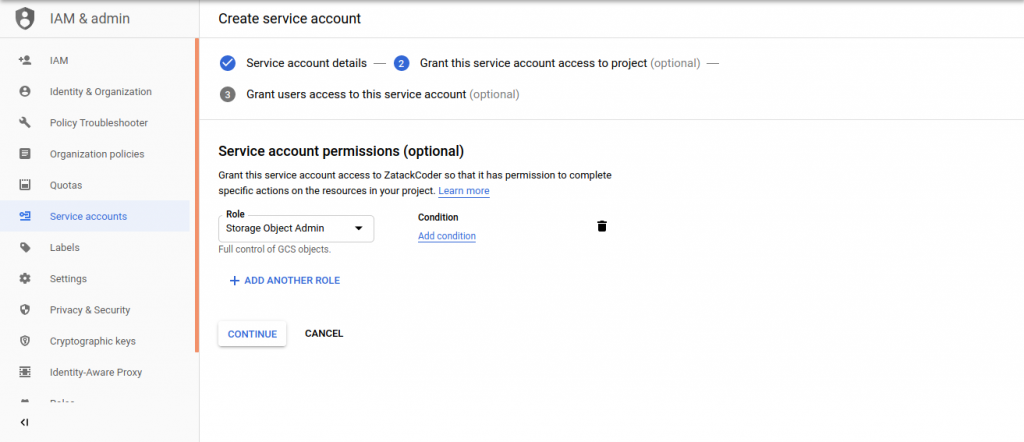 IAM & admin
Create service account
IAM
Identity & Organization
Policy Troubleshooter
Organization policies
Quotas
Service accounts
Labels
Settings
Privacy & Security
Cryptographic keys
Identity-Aware Proxy
Service account details
2 Grant this service account access to project (optional)
3 Grant users access to this service account (optional)
Service account permissions (optional)
Grant this service account access to ZatackCoder so that it has permission to complete
specific actions on the resources in your project. Learn more
Role
Storage Object Admin
Full control of GCS objects.
Condition
Add condition
+ ADD ANOTHER ROLE
CONTINUE CANCEL